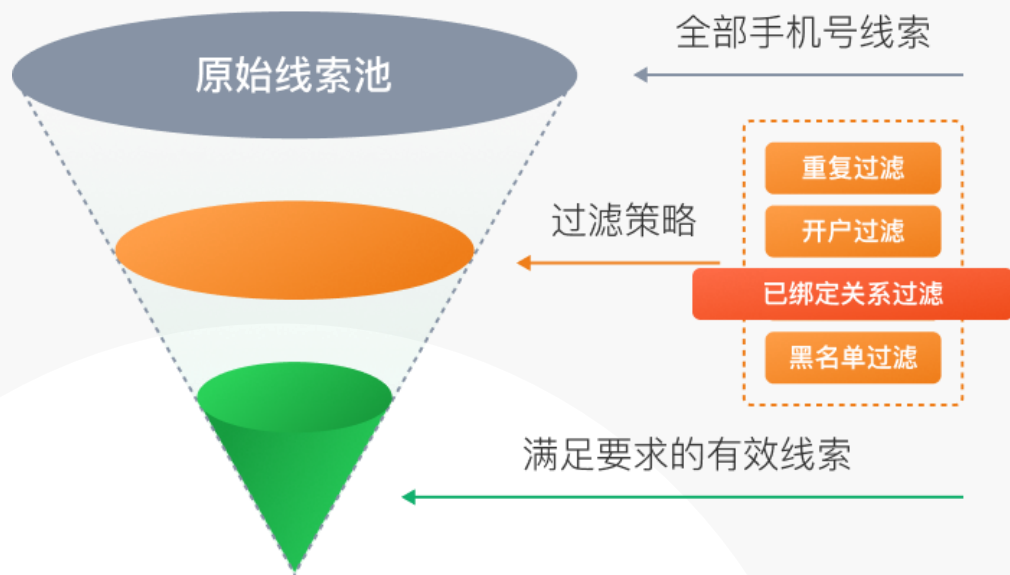 全部手机号线索
原始线索池
重复过滤
过滤策略
开户过滤
已绑定关系过滤
黑名单过滤
满足要求的有效线索